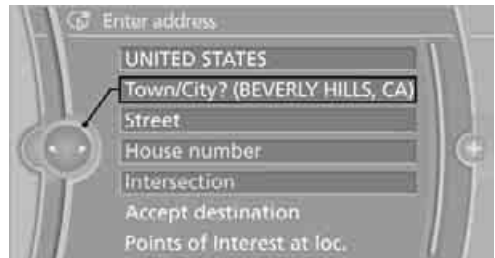 Enter address
UNITED STATES
Town/City? (BEVERLY HILLS, CA)
Street
House number
Intersection
Accept destination
Points of Interest at loc.